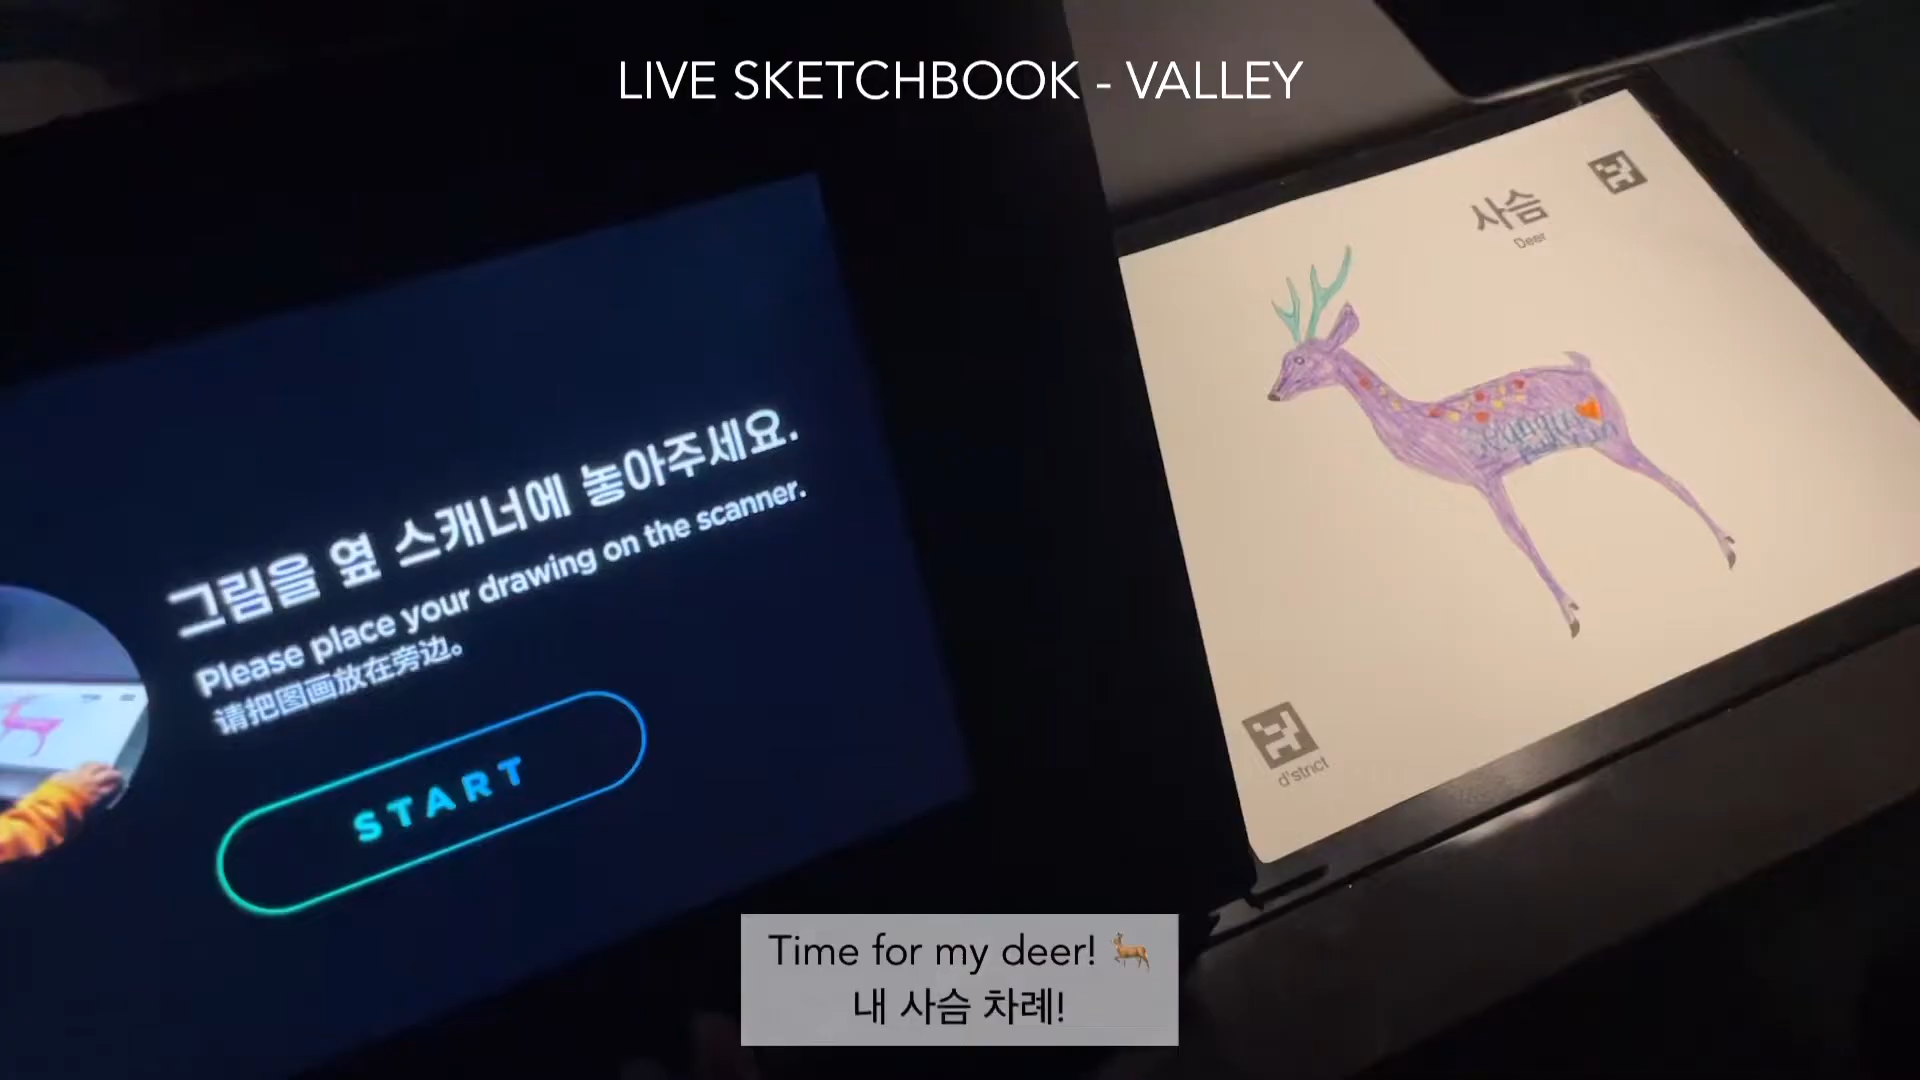 LIVE SKETCHBOOK - VALLEY
사슴
Deer
그림을 옆 스캐너에 놓아주세요.
Please place your drawing on the scanner.
请把图画放在旁边。
START
d'strict
Time for my deer! 🦌
내 사슴 차례!